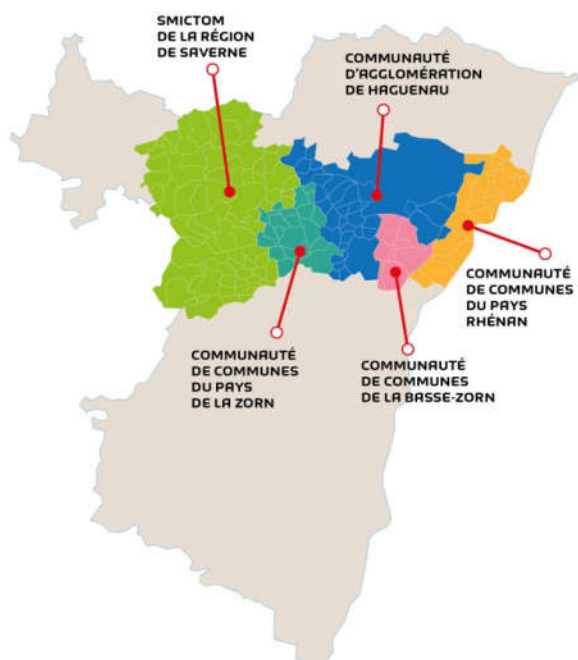 SMICTOM
DE LA RÉGION
DE SAVERNE
COMMUNAUTÉ
D'AGGLOMÉRATION
DE HAGUENAU
COMMUNAUTÉ
DE COMMUNES
DU PAYS
RHÉNAN
COMMUNAUTÉ
DE COMMUNES
DU PAYS
DE LA ZORN
COMMUNAUTÉ
DE COMMUNES
DE LA BASSE-ZORN